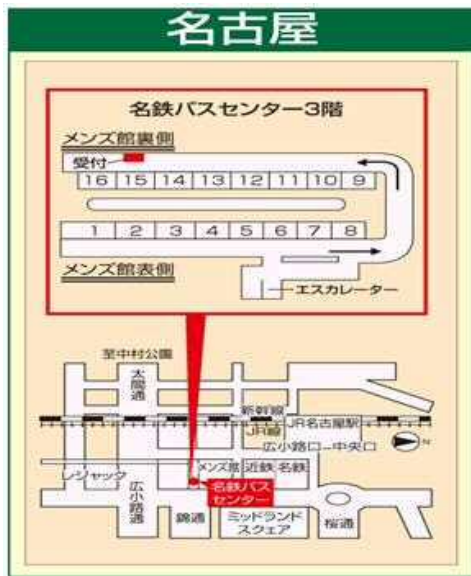 名古屋
名鉄バスセンター3階
メンズ館裏側
受付
16 15 14 13 12 11 10 9
1 2 3 4 5 6 7 8
メンズ館表側
エスカレーター
至中村公園
太閤通
新幹線
JR線
JR名古屋駅
広小路口
中央口
N
レジャック
広小路通
メンズ館
近鉄
名鉄
名鉄バス
センター
錦通
ミッドランド
スクェア
桜通